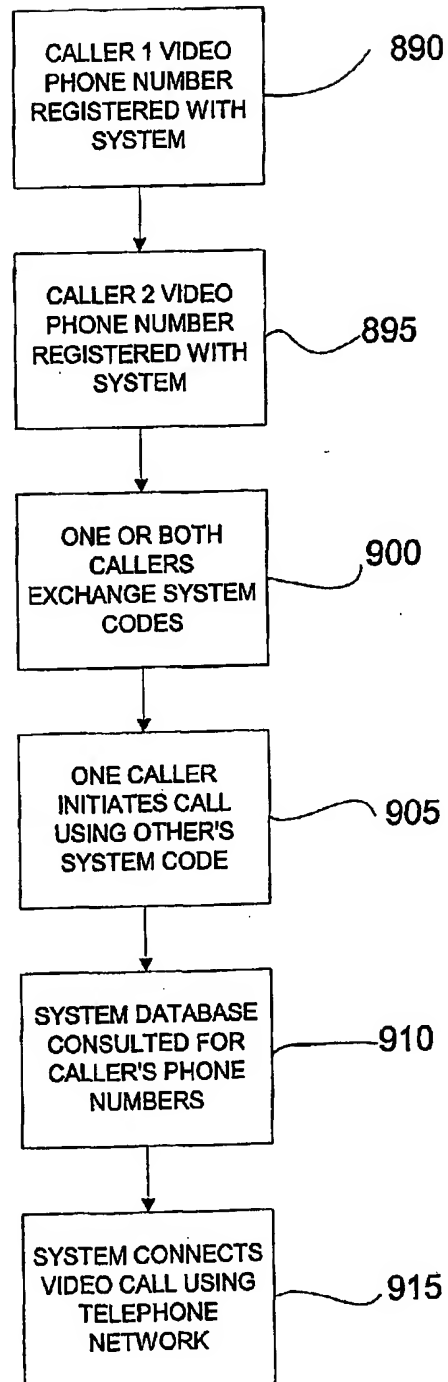 CALLER 1 VIDEO
PHONE NUMBER
REGISTERED WITH
SYSTEM
890
CALLER 2 VIDEO
PHONE NUMBER
REGISTERED WITH
SYSTEM
895
ONE OR BOTH
CALLERS
EXCHANGE SYSTEM
CODES
900
ONE CALLER
INITIATES CALL
USING OTHER'S
SYSTEM CODE
905
SYSTEM DATABASE
CONSULTED FOR
CALLER'S PHONE
NUMBERS
910
SYSTEM CONNECTS
VIDEO CALL USING
TELEPHONE
NETWORK
915